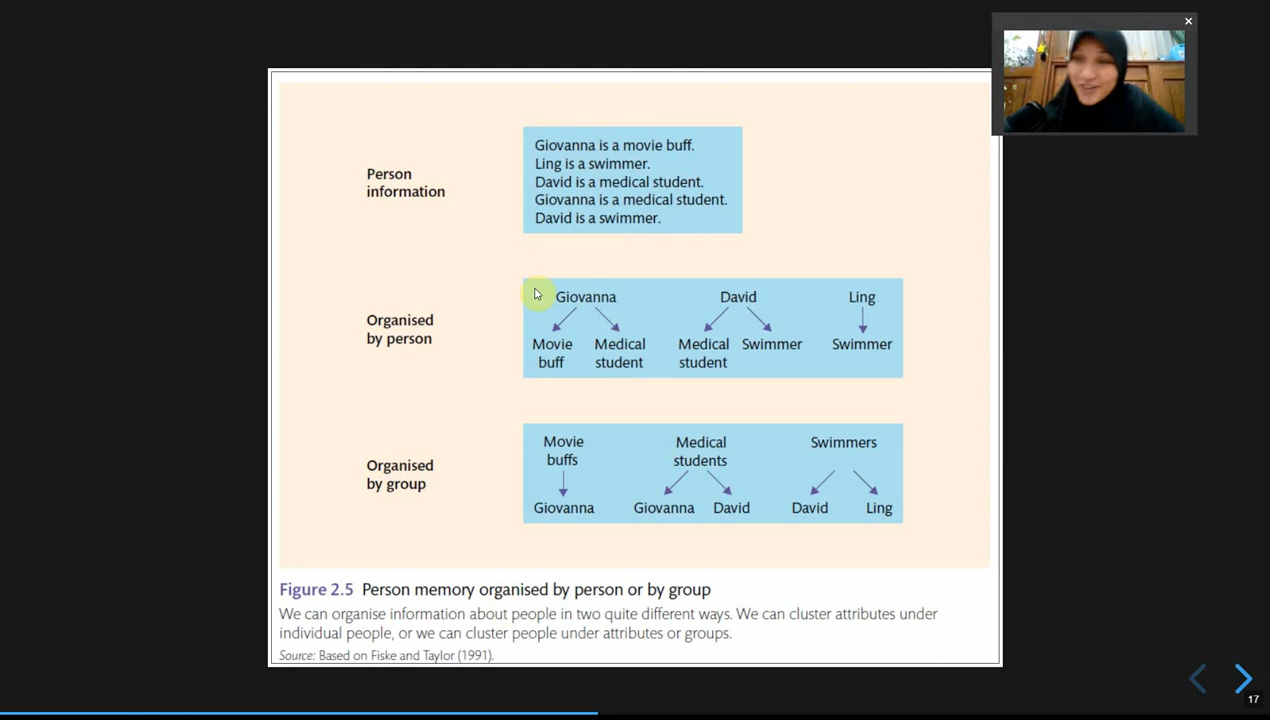 Person
information
Giovanna is a movie buff.
Ling is a swimmer.
David is a medical student.
Giovanna is a medical student.
David is a swimmer.
Organised
by person
Giovanna David Ling
Movie Medical Medical Swimmer Swimmer
buff student student
Organised
by group
Movie Medical Swimmers
buffs students
Giovanna Giovanna David David Ling
Figure 2.5 Person memory organised by person or by group
We can organise information about people in two quite different ways. We can cluster attributes under
individual people, or we can cluster people under attributes or groups.
Source: Based on Fiske and Taylor (1991).
17